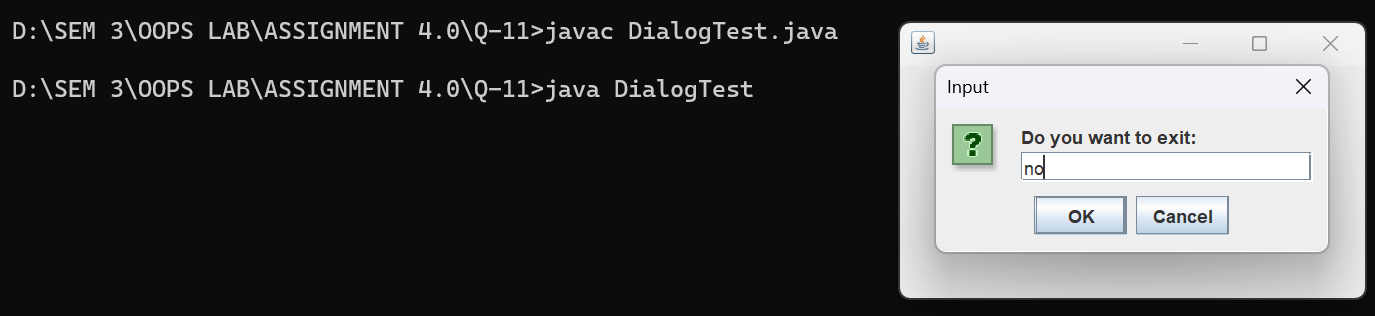 D:\SEM 3\OOPS LAB\ASSIGNMENT 4.0\Q-11>javac DialogTest.java
D:\SEM 3\OOPS LAB\ASSIGNMENT 4.0\Q-11>java DialogTest
Input
?
Do you want to exit:
no
OK
Cancel